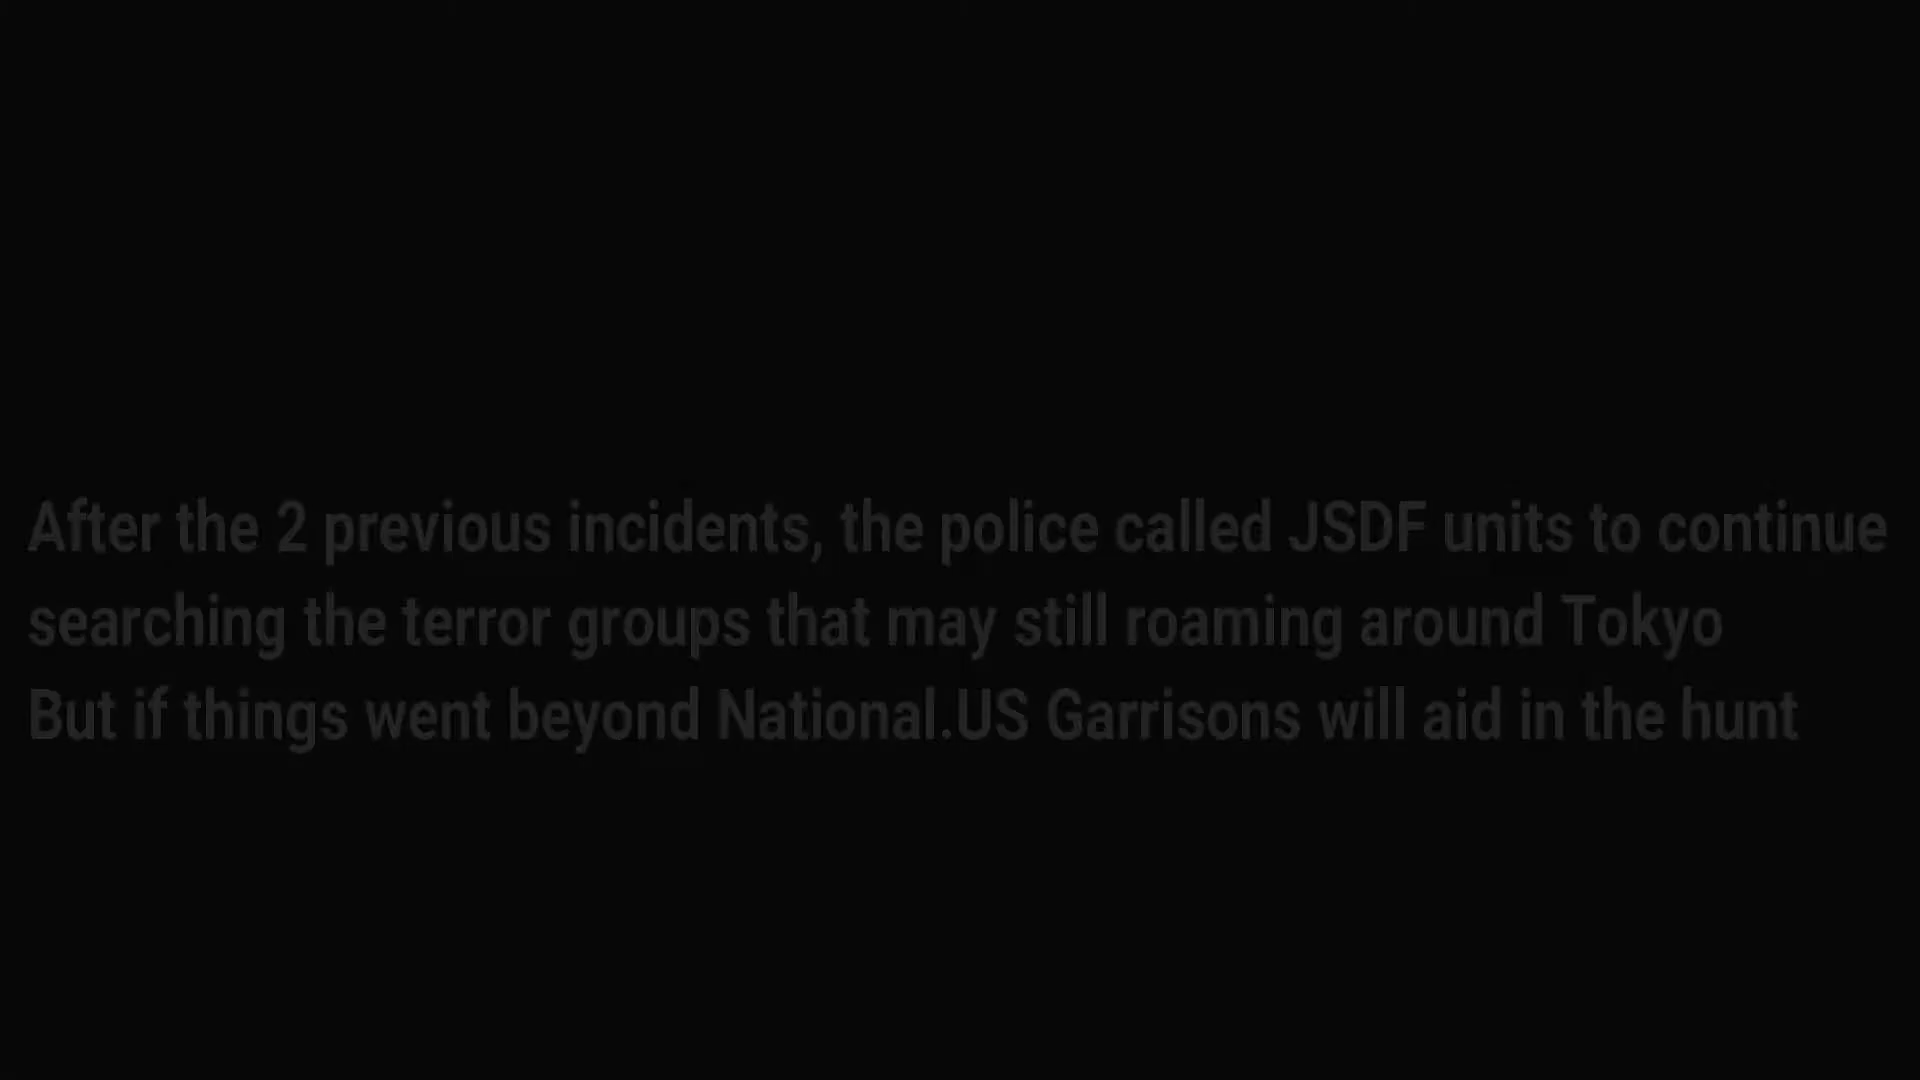 After the 2 previous incidents, the police called JSDF units to continue
searching the terror groups that may still roaming around Tokyo
But if things went beyond National.US Garrisons will aid in the hunt